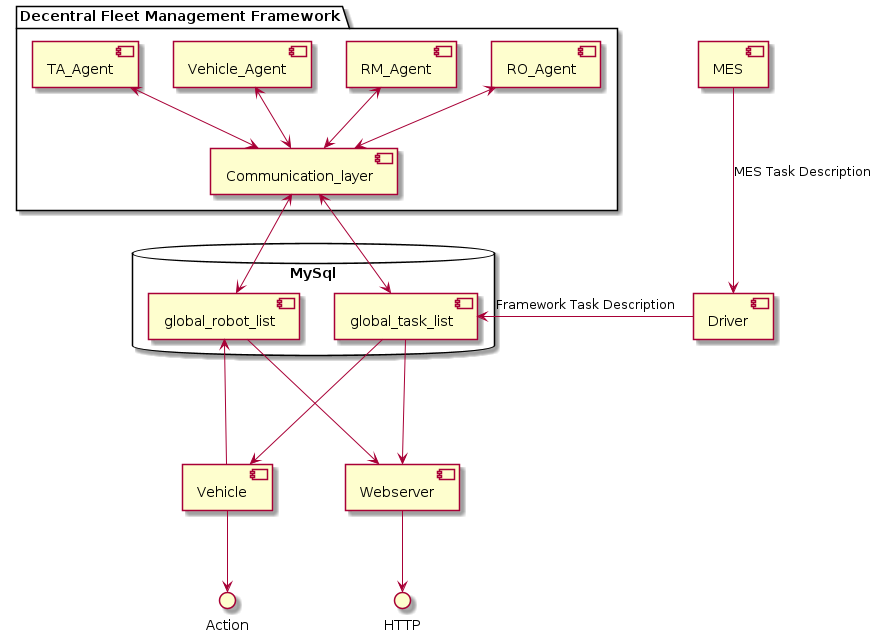 Decentral Fleet Management Framework
TA_Agent
Vehicle_Agent
RM_Agent
RO_Agent
MES
Communication_layer
MES Task Description
MySql
global_robot_list
global_task_list
Framework Task Description
Driver
Vehicle
Webserver
Action
HTTP